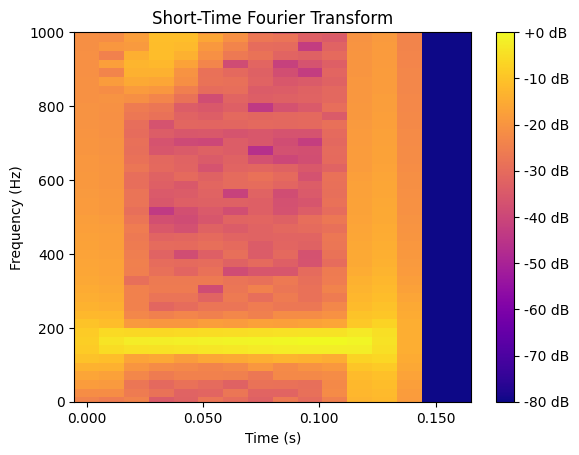 Short-Time Fourier Transform
1000
800
600
400
200
0
Frequency (Hz)
0.000
0.050
0.100
0.150
Time (s)
+0 dB
-10 dB
-20 dB
-30 dB
-40 dB
-50 dB
-60 dB
-70 dB
-80 dB